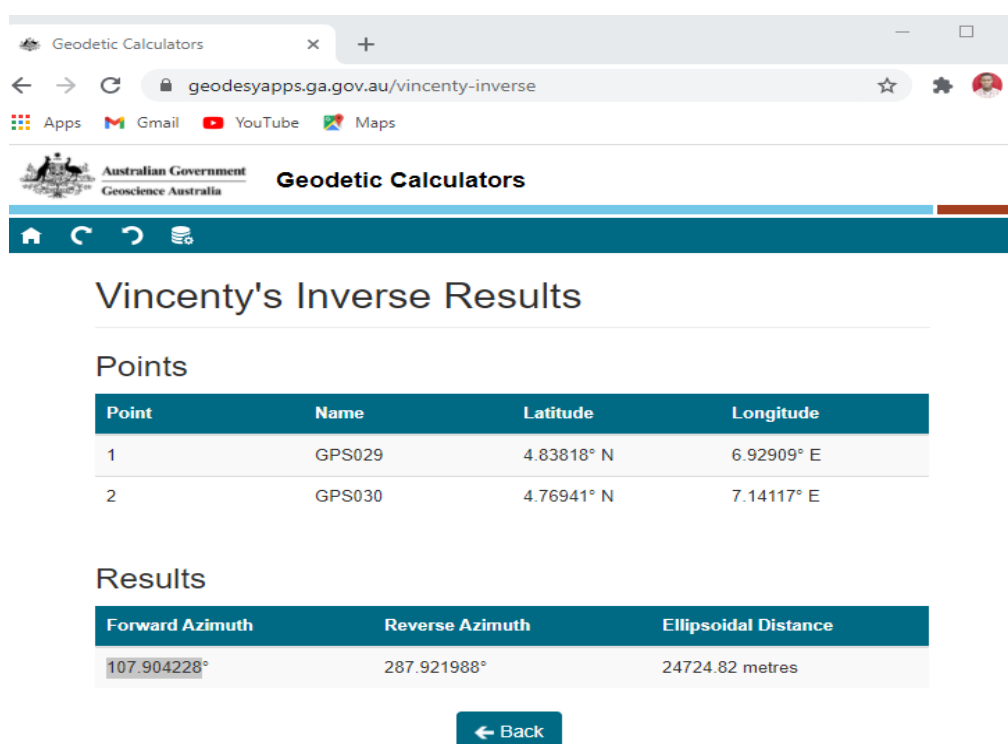 Geodetic Calculators
geodesyapps.ga.gov.au/vincenty-inverse
Apps Gmail YouTube Maps
Australian Government
Geoscience Australia
Geodetic Calculators
Vincenty's Inverse Results
Points
Point Name Latitude Longitude
1 GPS029 4.83818° N 6.92909° E
2 GPS030 4.76941° N 7.14117° E
Results
Forward Azimuth Reverse Azimuth Ellipsoidal Distance
107.904228° 287.921988° 24724.82 metres
Back